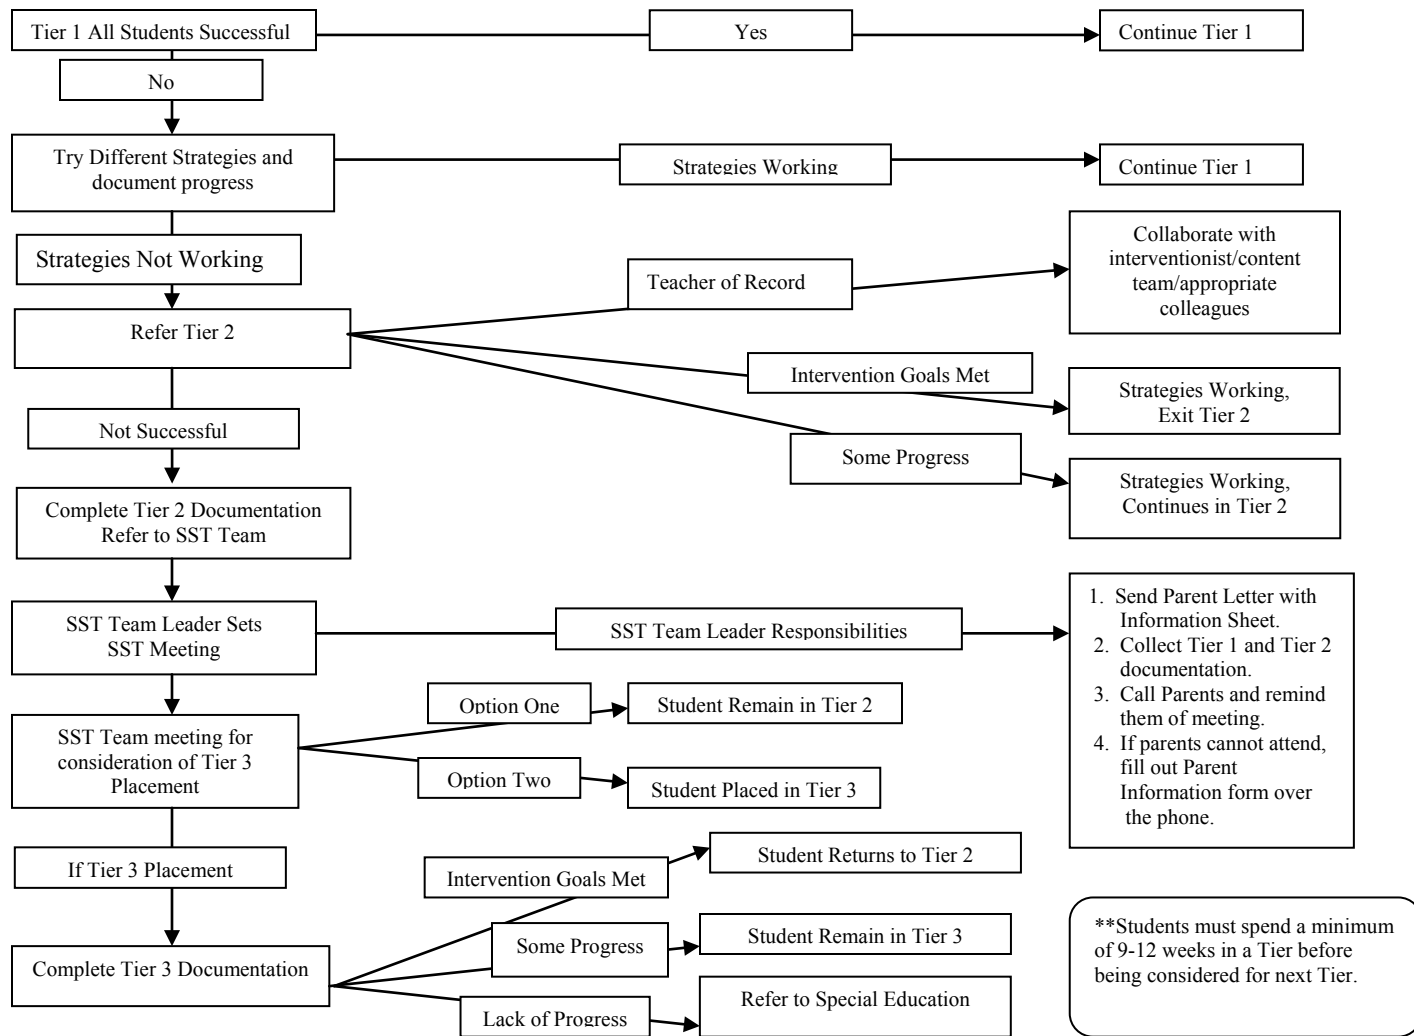 Tier 1 All Students Successful
Yes
Continue Tier 1
No
Try Different Strategies and
document progress
Strategies Working
Continue Tier 1
Strategies Not Working
Teacher of Record
Collaborate with
interventionist/content
team/appropriate
colleagues
Refer Tier 2
Intervention Goals Met
Strategies Working,
Exit Tier 2
Not Successful
Some Progress
Strategies Working,
Continues in Tier 2
Complete Tier 2 Documentation
Refer to SST Team
SST Team Leader Sets
SST Meeting
SST Team Leader Responsibilities
1. Send Parent Letter with
Information Sheet.
2. Collect Tier 1 and Tier 2
documentation.
3. Call Parents and remind
them of meeting.
4. If parents cannot attend,
fill out Parent
Information form over
the phone.
SST Team meeting for
consideration of Tier 3
Placement
Option One
Student Remain in Tier 2
Option Two
Student Placed in Tier 3
If Tier 3 Placement
Intervention Goals Met
Student Returns to Tier 2
Complete Tier 3 Documentation
Some Progress
Student Remain in Tier 3
Lack of Progress
Refer to Special Education
**Students must spend a minimum
of 9-12 weeks in a Tier before
being considered for next Tier.